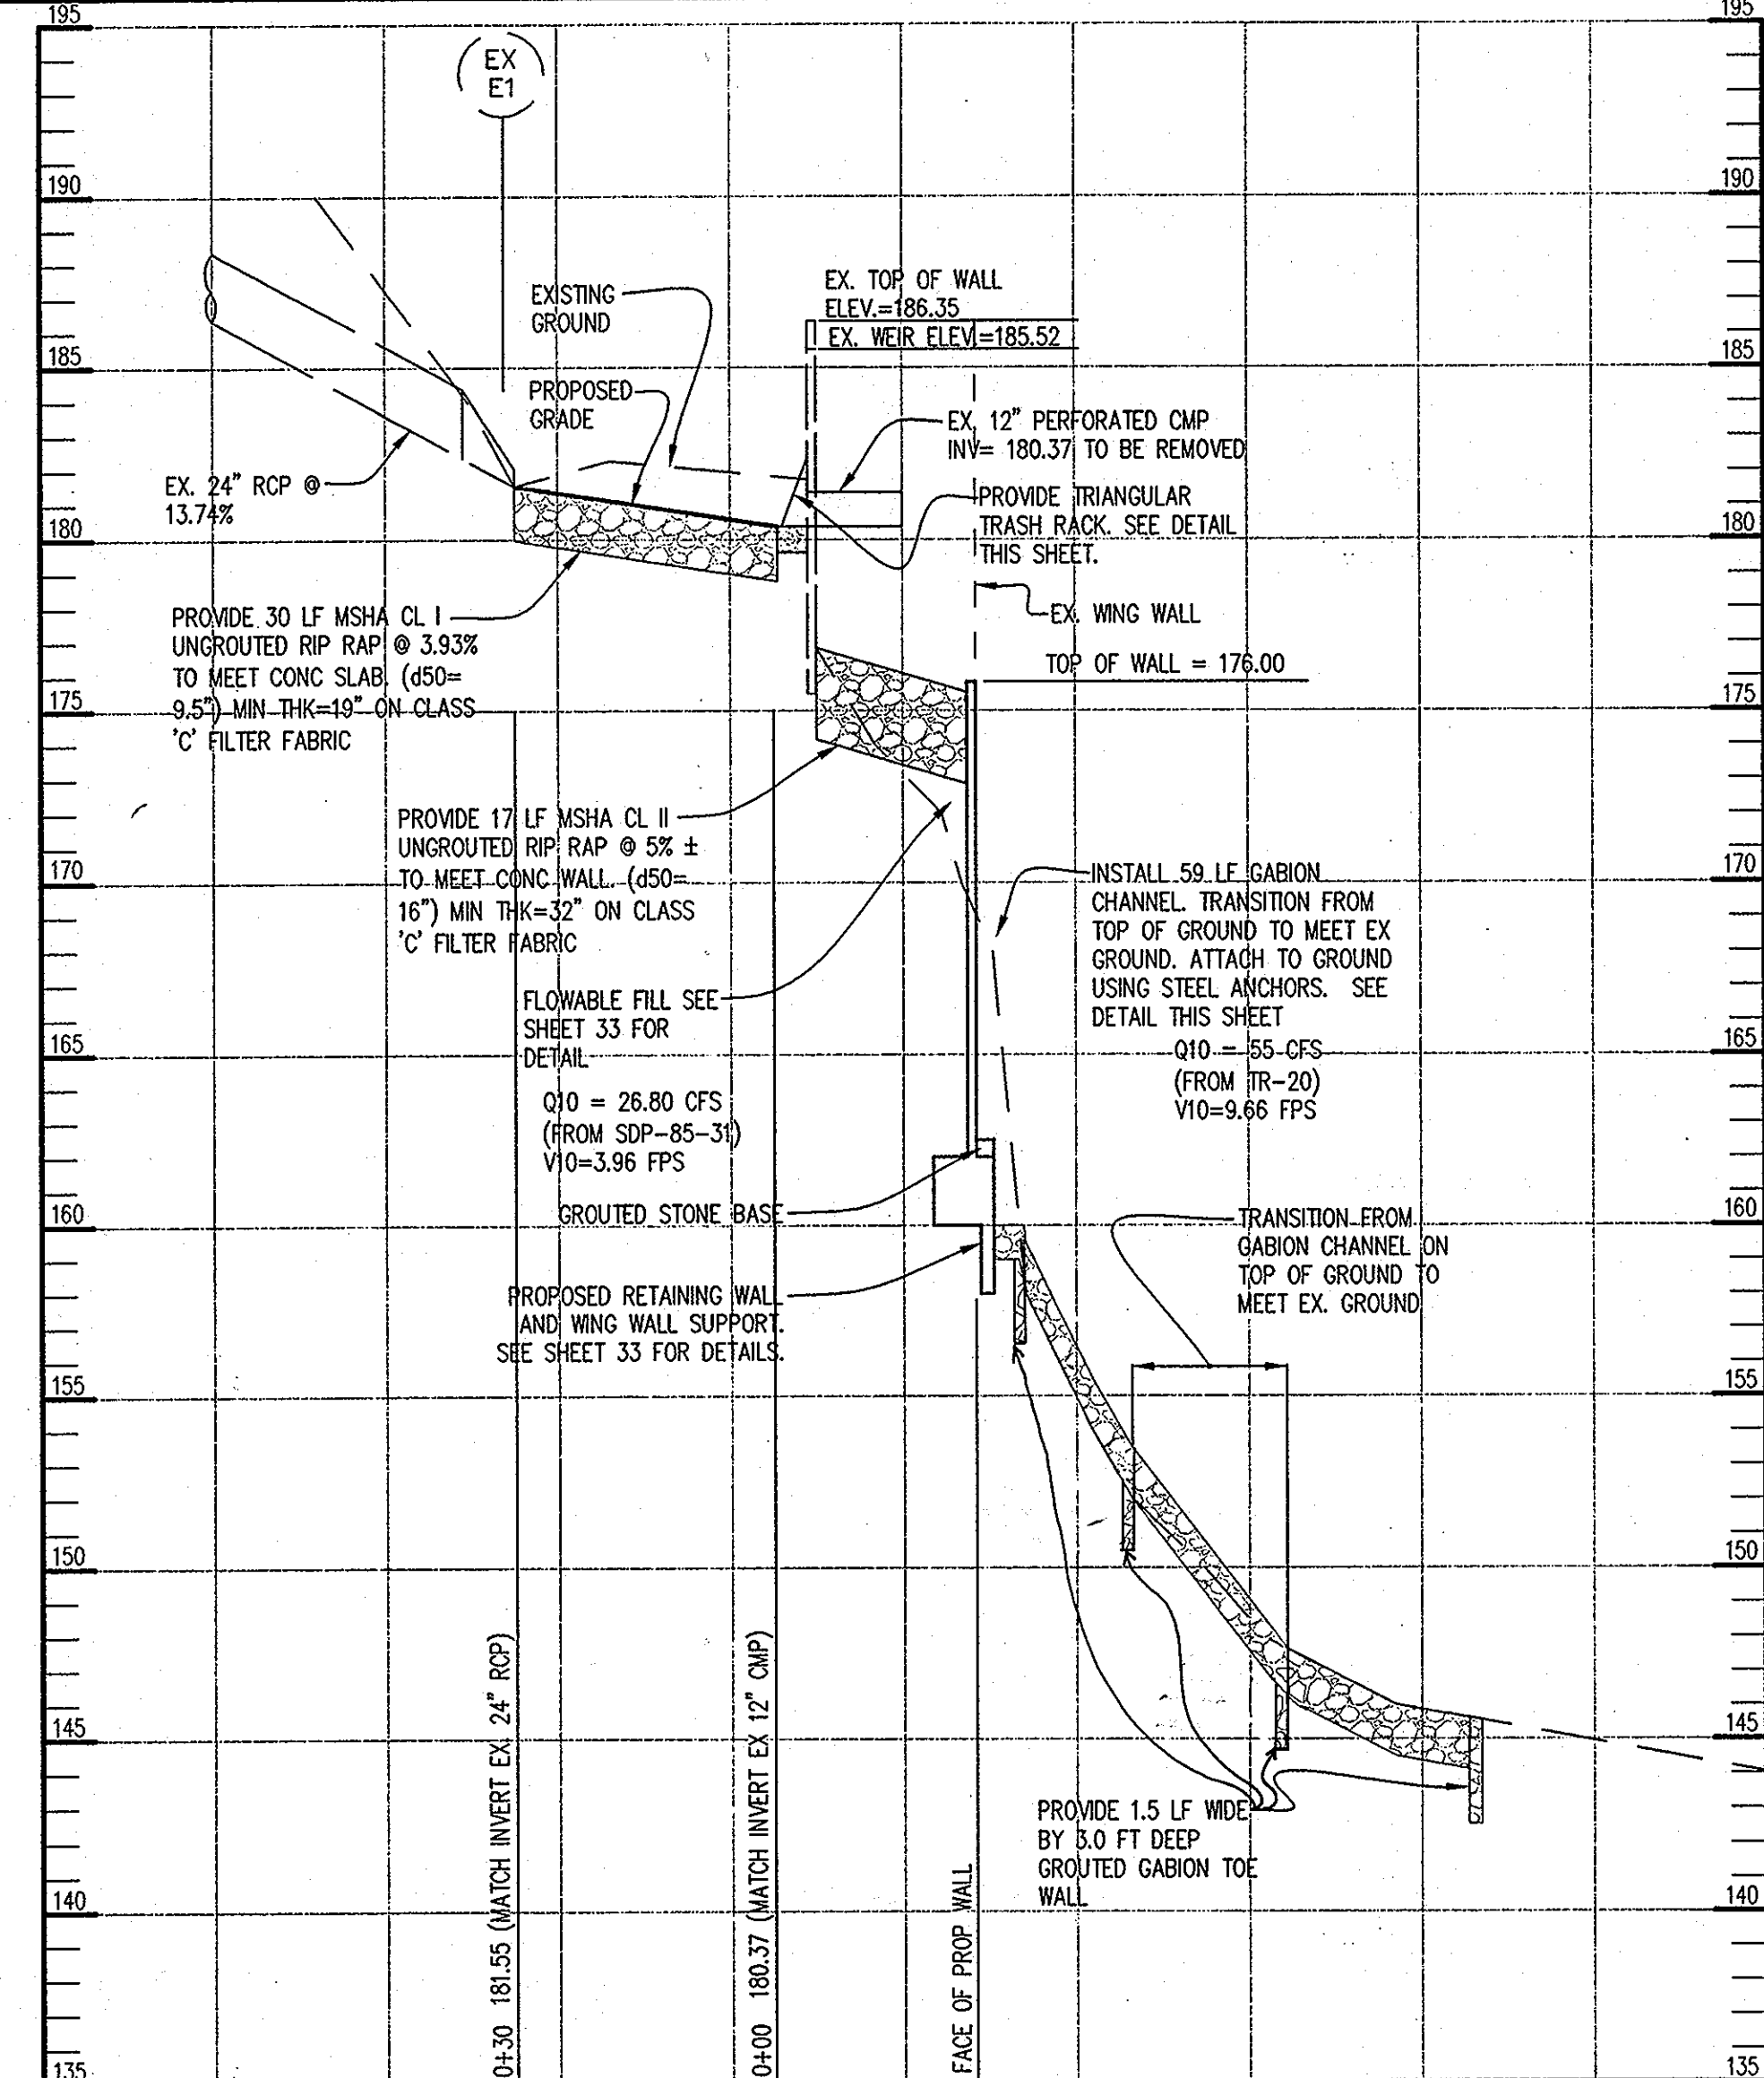 195
195
EX
E1
190
190
EX. TOP OF WALL
ELEV.=186.35
EX. WEIR ELEV=185.52
EXISTING
GROUND
185
185
PROPOSED
GRADE
EX. 12" PERFORATED CMP
INV= 180.37 TO BE REMOVED
EX. 24" RCP @
13.74%
PROVIDE TRIANGULAR
TRASH RACK. SEE DETAIL
THIS SHEET.
180
180
PROVIDE 30 LF MSHA CL I
UNGROUTED RIP RAP @ 3.93%
TO MEET CONC SLAB. (d50=
9.5") MIN THK=19" ON CLASS
'C' FILTER FABRIC
EX. WING WALL
TOP OF WALL = 176.00
175
175
PROVIDE 17 LF MSHA CL II
UNGROUTED RIP RAP @ 5% ±
TO MEET CONC WALL. (d50=
16") MIN THK=32" ON CLASS
'C' FILTER FABRIC
170
170
INSTALL 59 LF GABION
CHANNEL. TRANSITION FROM
TOP OF GROUND TO MEET EX
GROUND. ATTACH TO GROUND
USING STEEL ANCHORS. SEE
DETAIL THIS SHEET
Q10 = 55 CFS
(FROM TR-20)
V10=9.66 FPS
FLOWABLE FILL SEE
SHEET 33 FOR
DETAIL
165
165
Q10 = 26.80 CFS
(FROM SDP-85-31)
V10=3.96 FPS
GROUTED STONE BASE
160
160
TRANSITION FROM
GABION CHANNEL ON
TOP OF GROUND TO
MEET EX. GROUND
PROPOSED RETAINING WALL
AND WING WALL SUPPORT.
SEE SHEET 33 FOR DETAILS.
155
155
150
150
145
145
PROVIDE 1.5 LF WIDE
BY 3.0 FT DEEP
GROUTED GABION TOE
WALL
140
140
0+30 181.55 (MATCH INVERT EX 24" RCP)
0+00 180.37 (MATCH INVERT EX 12" CMP)
FACE OF PROP WALL
135
135